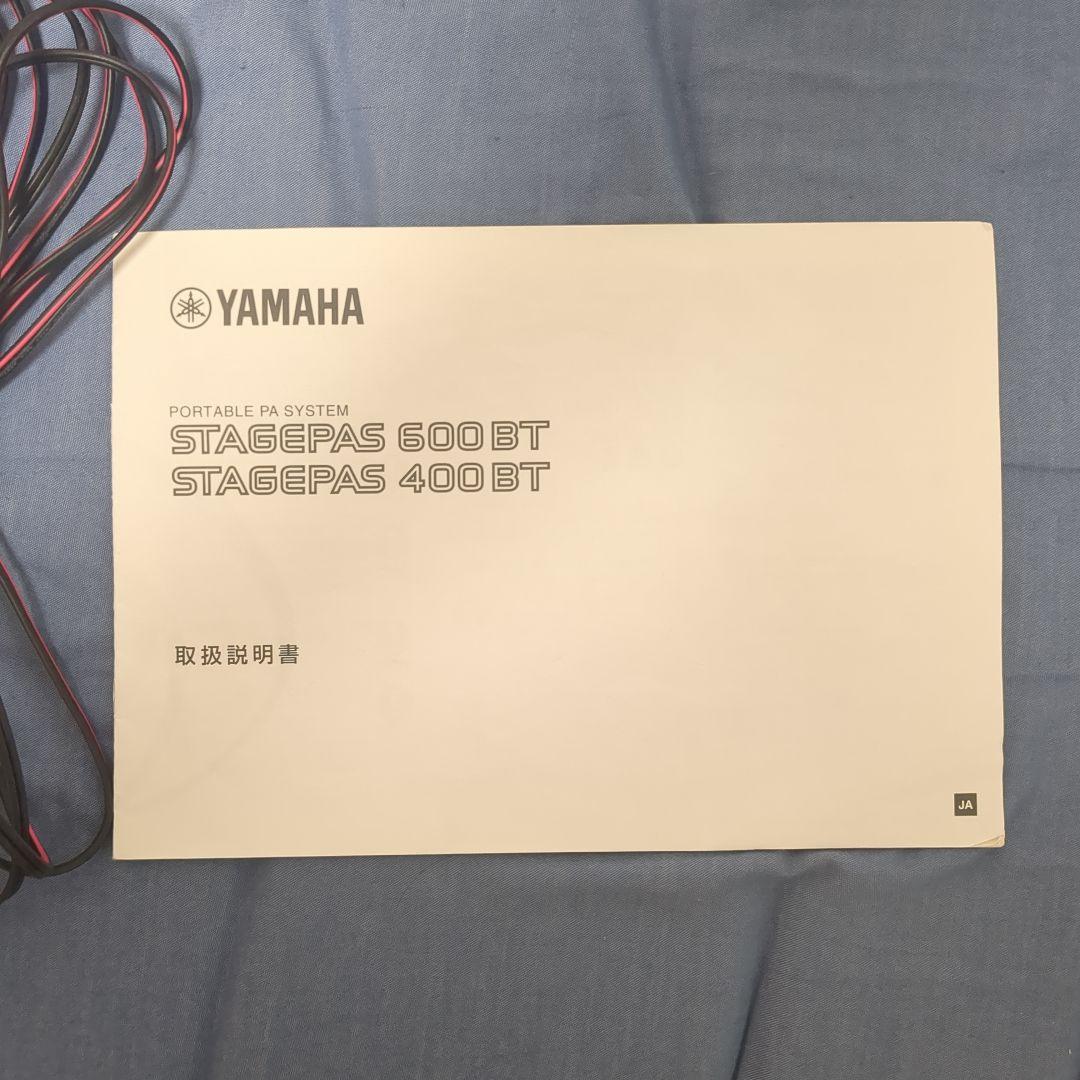 YAMAHA
PORTABLE PA SYSTEM
STAGEPAS 600BT
STAGEPAS 400BT
取扱説明書
JA